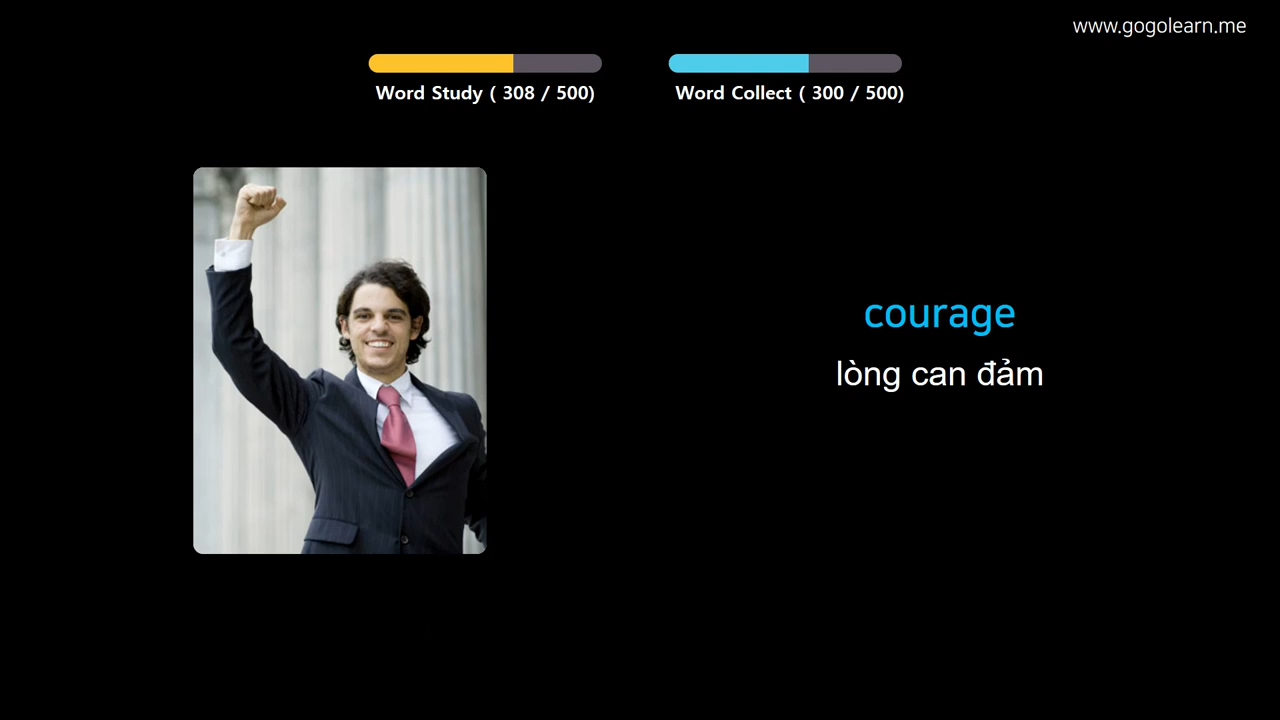 www.gogolearn.me
Word Study ( 308 / 500)
Word Collect ( 300 / 500)
courage
lòng can đảm